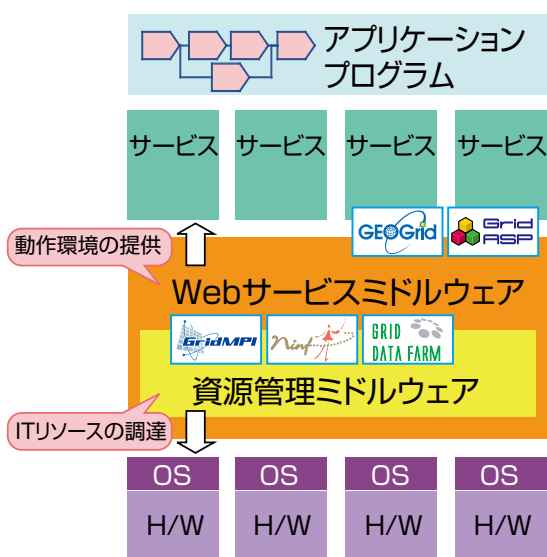 アプリケーション
プログラム
サービス サービス サービス サービス
GEOGrid Grid ASP
動作環境の提供
Webサービスミドルウェア
GridMPI Ninf GRID DATA FARM
資源管理ミドルウェア
ITリソースの調達
OS OS OS OS
H/W H/W H/W H/W